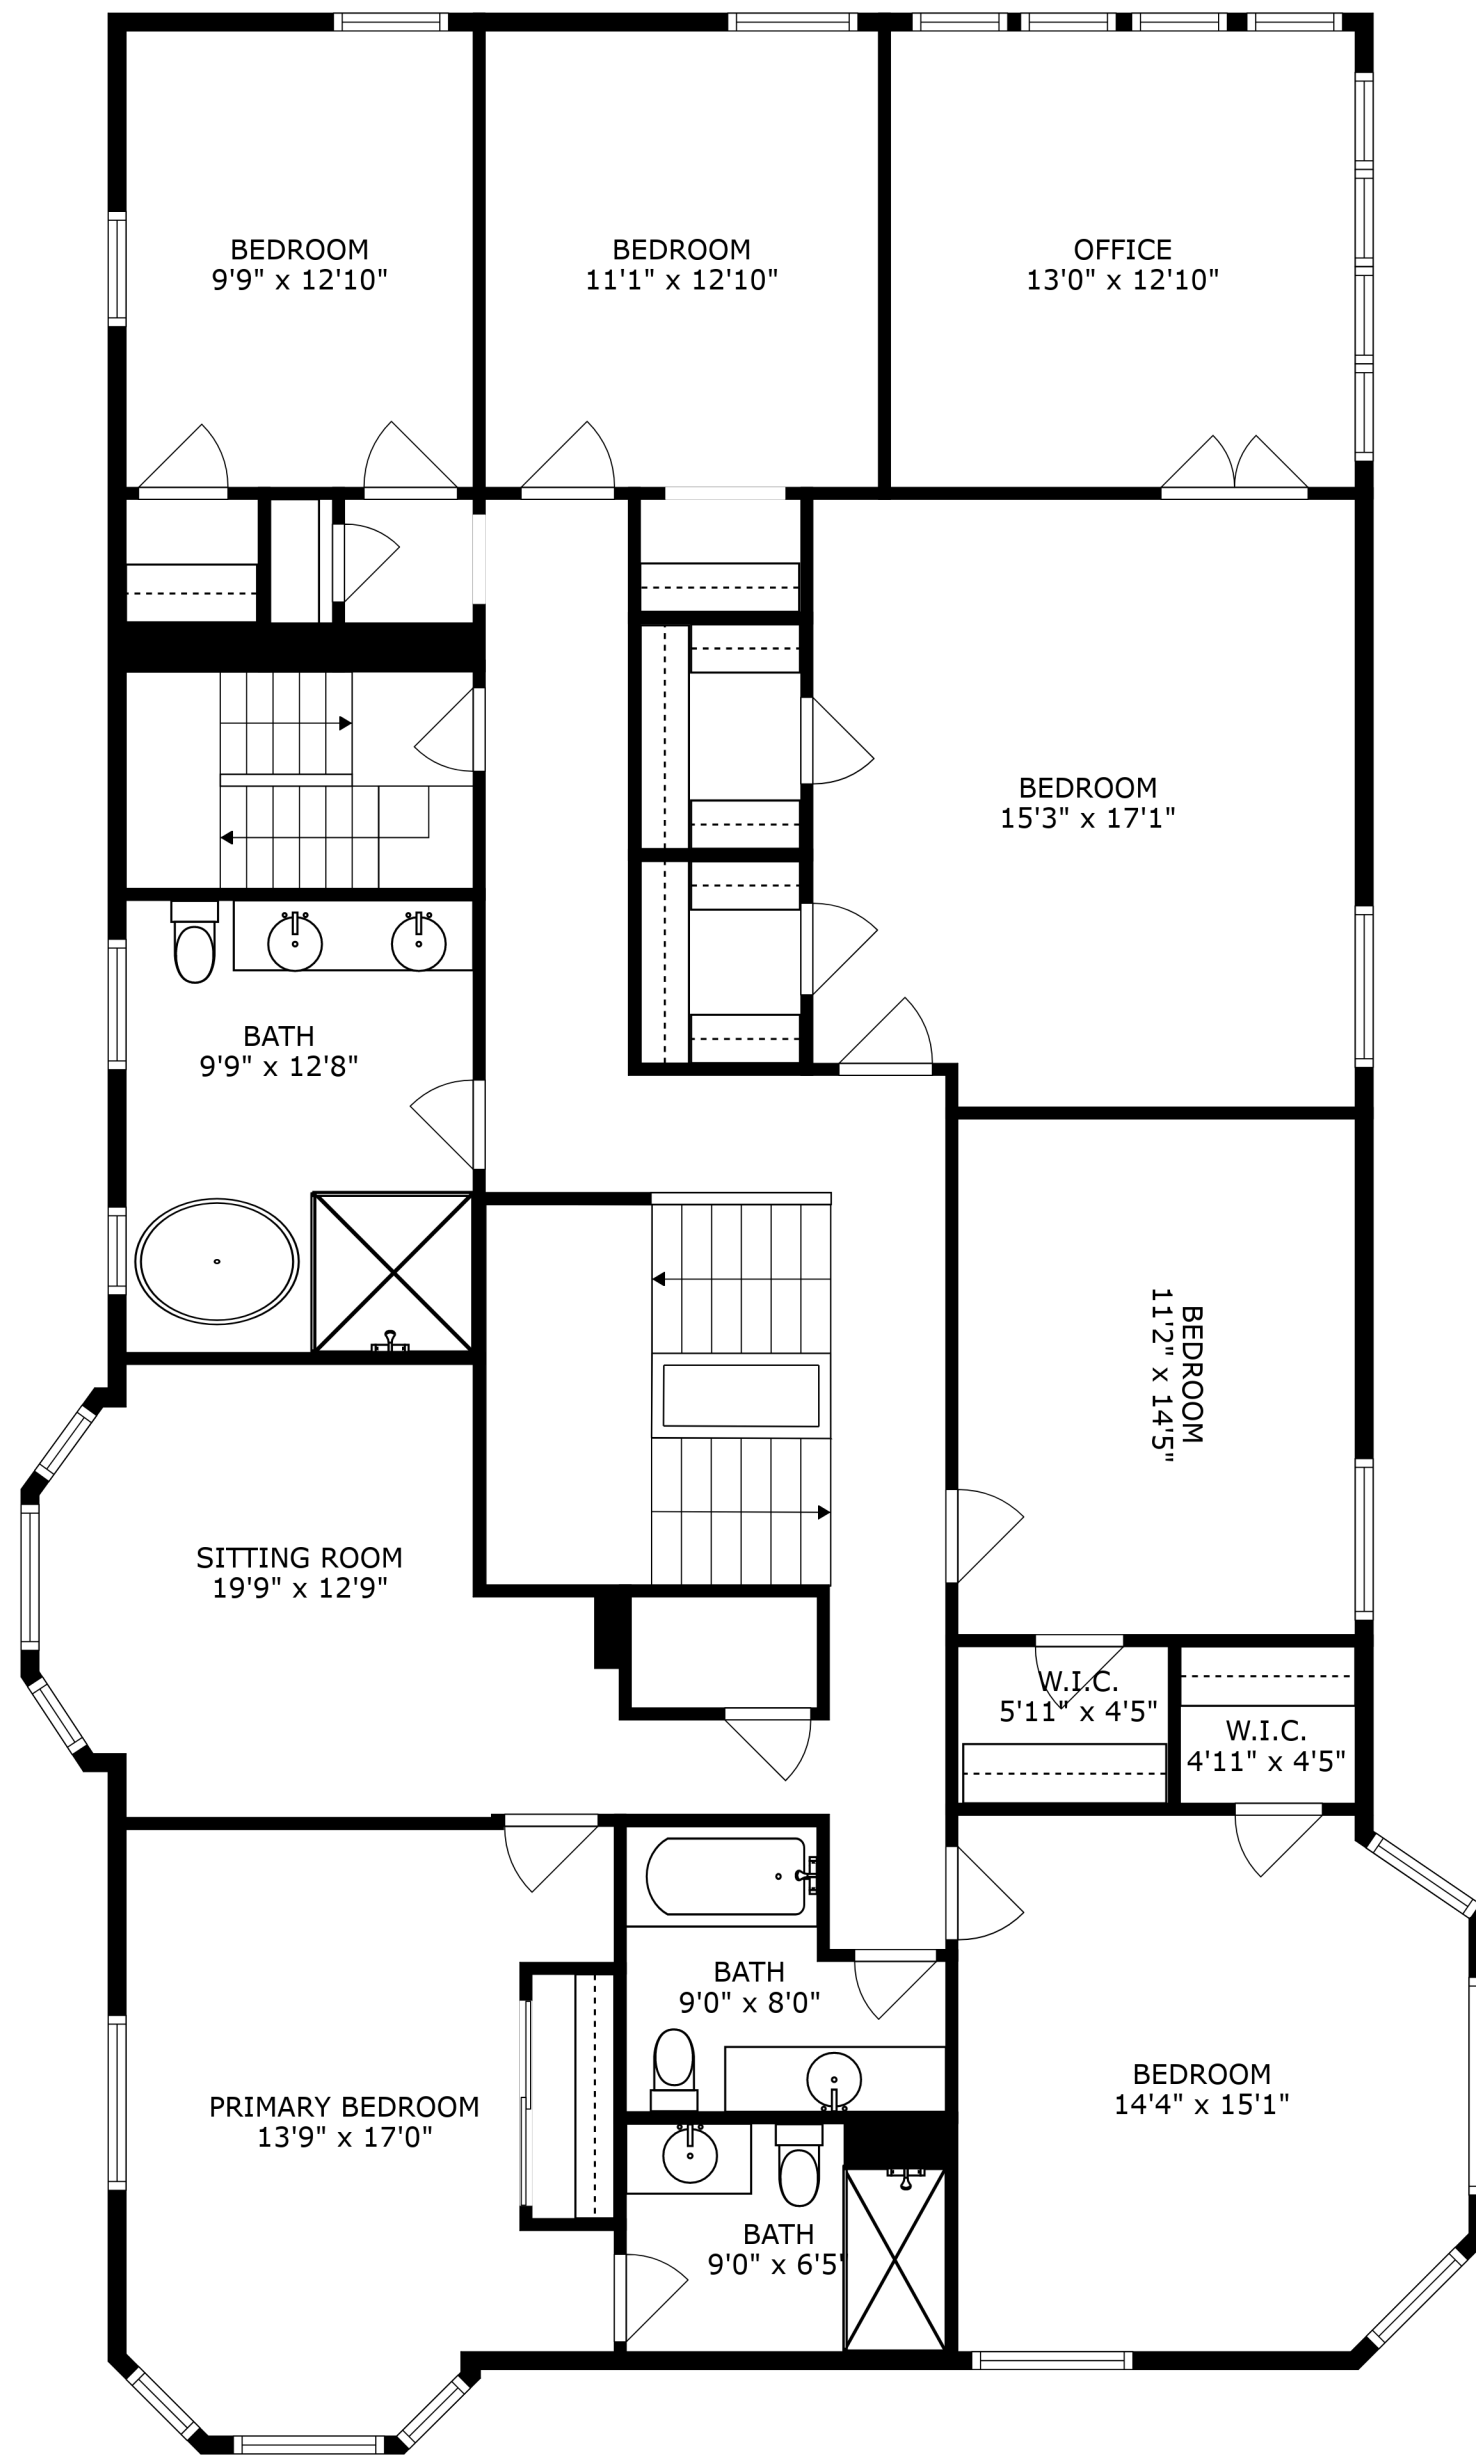 BEDROOM
9'9" x 12'10"
BEDROOM
11'1" x 12'10"
OFFICE
13'0" x 12'10"
BEDROOM
15'3" x 17'1"
BATH
9'9" x 12'8"
BEDROOM
11'2" x 14'5"
SITTING ROOM
19'9" x 12'9"
W.I.C.
5'11" x 4'5"
W.I.C.
4'11" x 4'5"
BATH
9'0" x 8'0"
BEDROOM
14'4" x 15'1"
PRIMARY BEDROOM
13'9" x 17'0"
BATH
9'0" x 6'5"